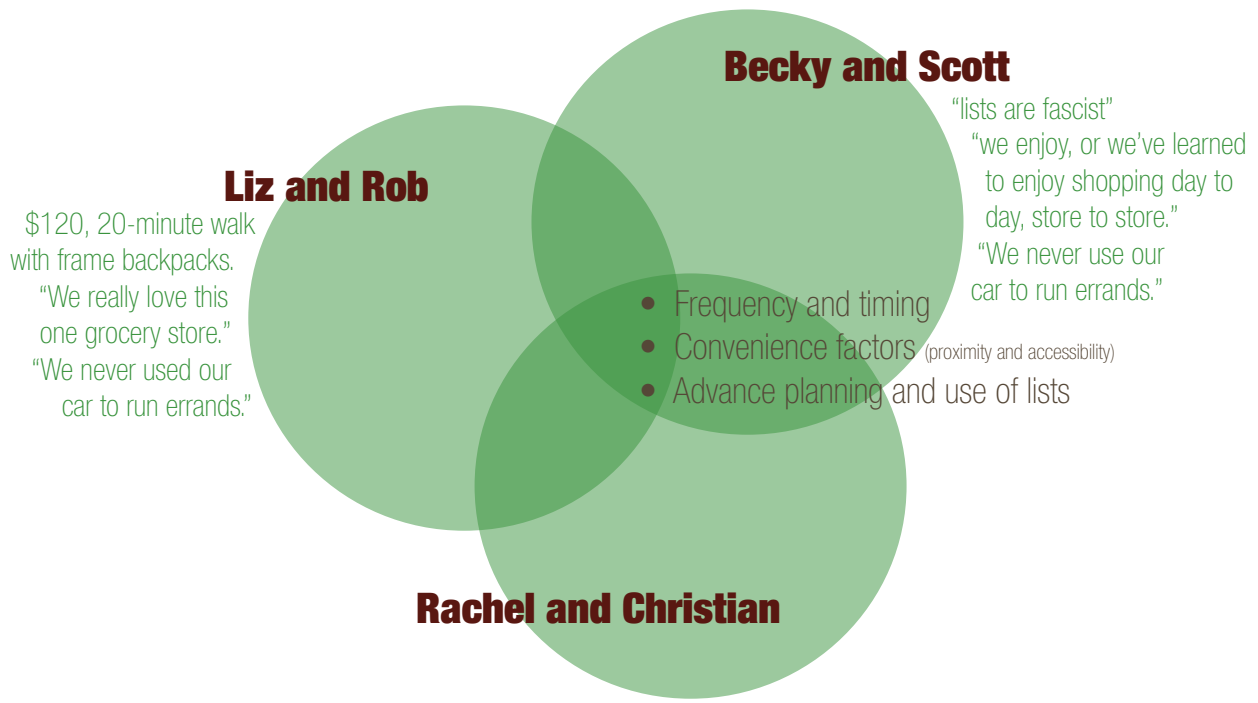 Becky and Scott
“lists are fascist”
“we enjoy, or we’ve learned
to enjoy shopping day to
day, store to store.”
“We never use our
car to run errands.”
Liz and Rob
$120, 20-minute walk
with frame backpacks.
“We really love this
one grocery store.”
“We never used our
car to run errands.”
• Frequency and timing
• Convenience factors (proximity and accessibility)
• Advance planning and use of lists
Rachel and Christian